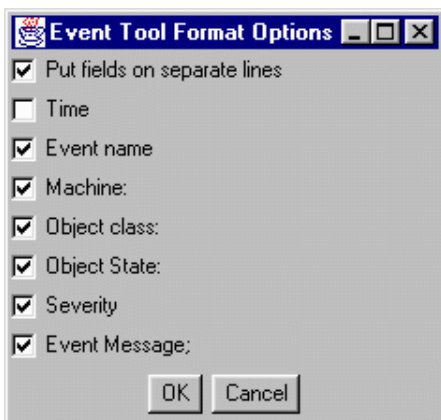 Event Tool Format Options
Put fields on separate lines
Time
Event name
Machine:
Object class:
Object State:
Severity
Event Message;
OK Cancel